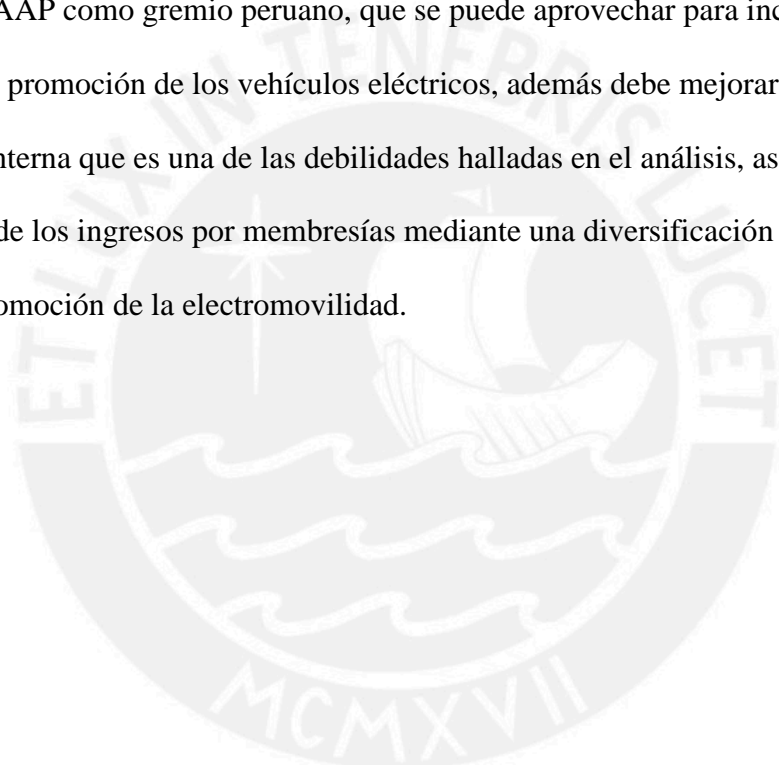 AAP como gremio peruano, que se puede aprovechar para inc
promoción de los vehículos eléctricos, además debe mejorar
nterna que es una de las debilidades halladas en el análisis, as
de los ingresos por membresías mediante una diversificación
omoción de la electromovilidad.
ET LUX IN TENEBRIS LUCET
MCMXVII